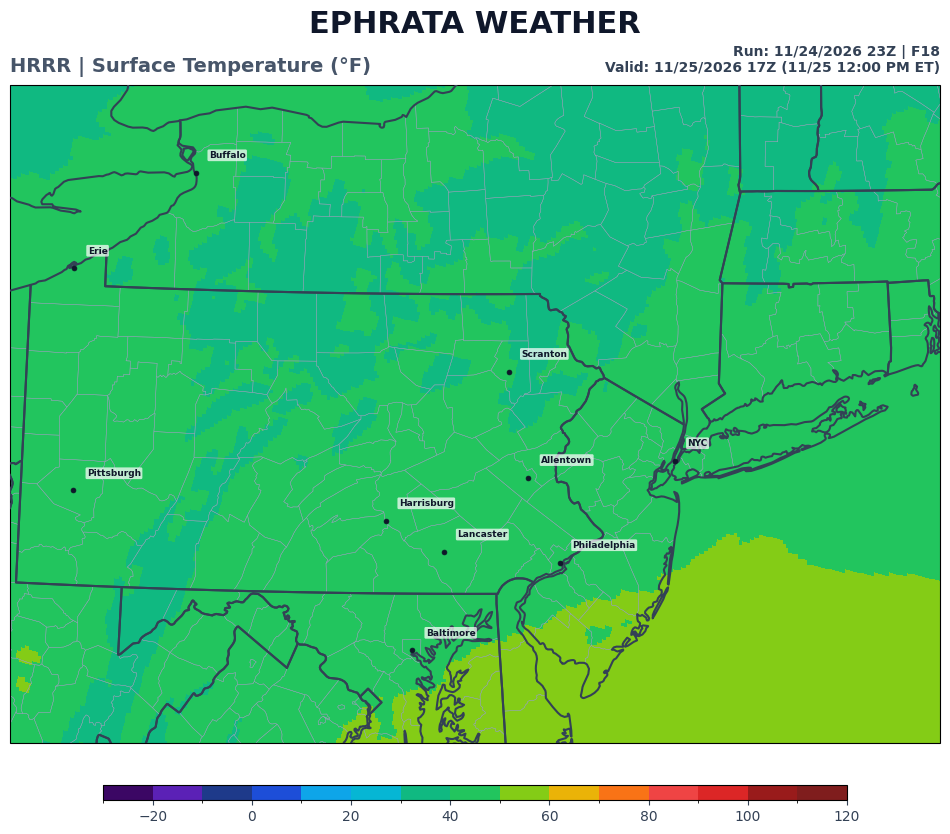 EPHRATA WEATHER
HRRR | Surface Temperature (°F)
Run: 11/24/2026 23Z | F18
Valid: 11/25/2026 17Z (11/25 12:00 PM ET)
Buffalo
Erie
Scranton
NYC
Allentown
Pittsburgh
Harrisburg
Lancaster
Philadelphia
Baltimore
−20 0 20 40 60 80 100 120